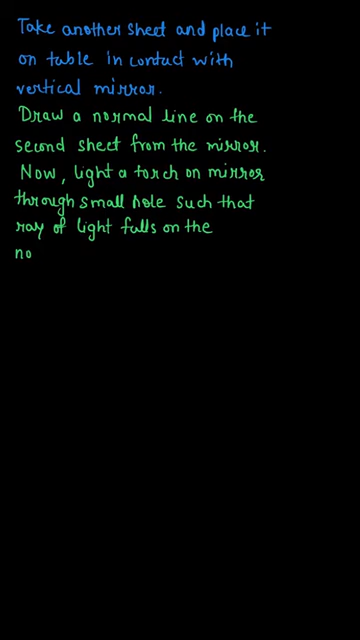 Take another sheet and place it
on table in contact with
vertical mirror.
Draw a normal line on the
second sheet from the mirror.
Now, light a torch on mirror
through small hole such that
ray of light falls on the
no